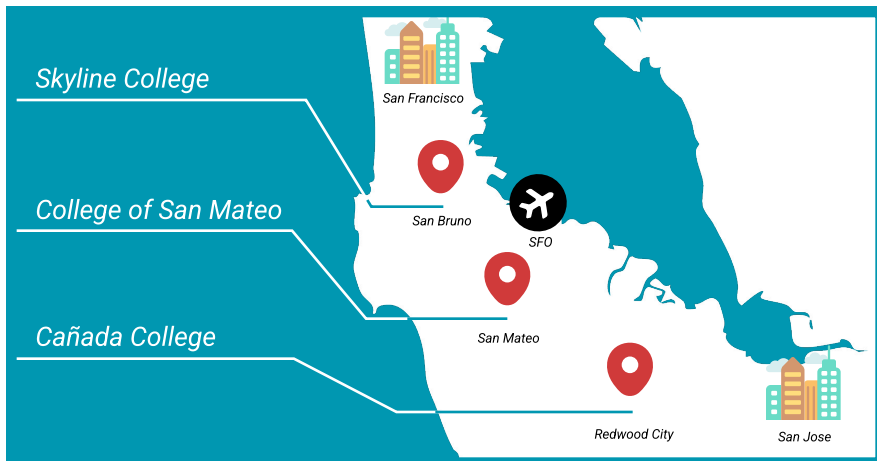 Skyline College
San Francisco
San Bruno
College of San Mateo
SFO
San Mateo
Cañada College
Redwood City
San Jose